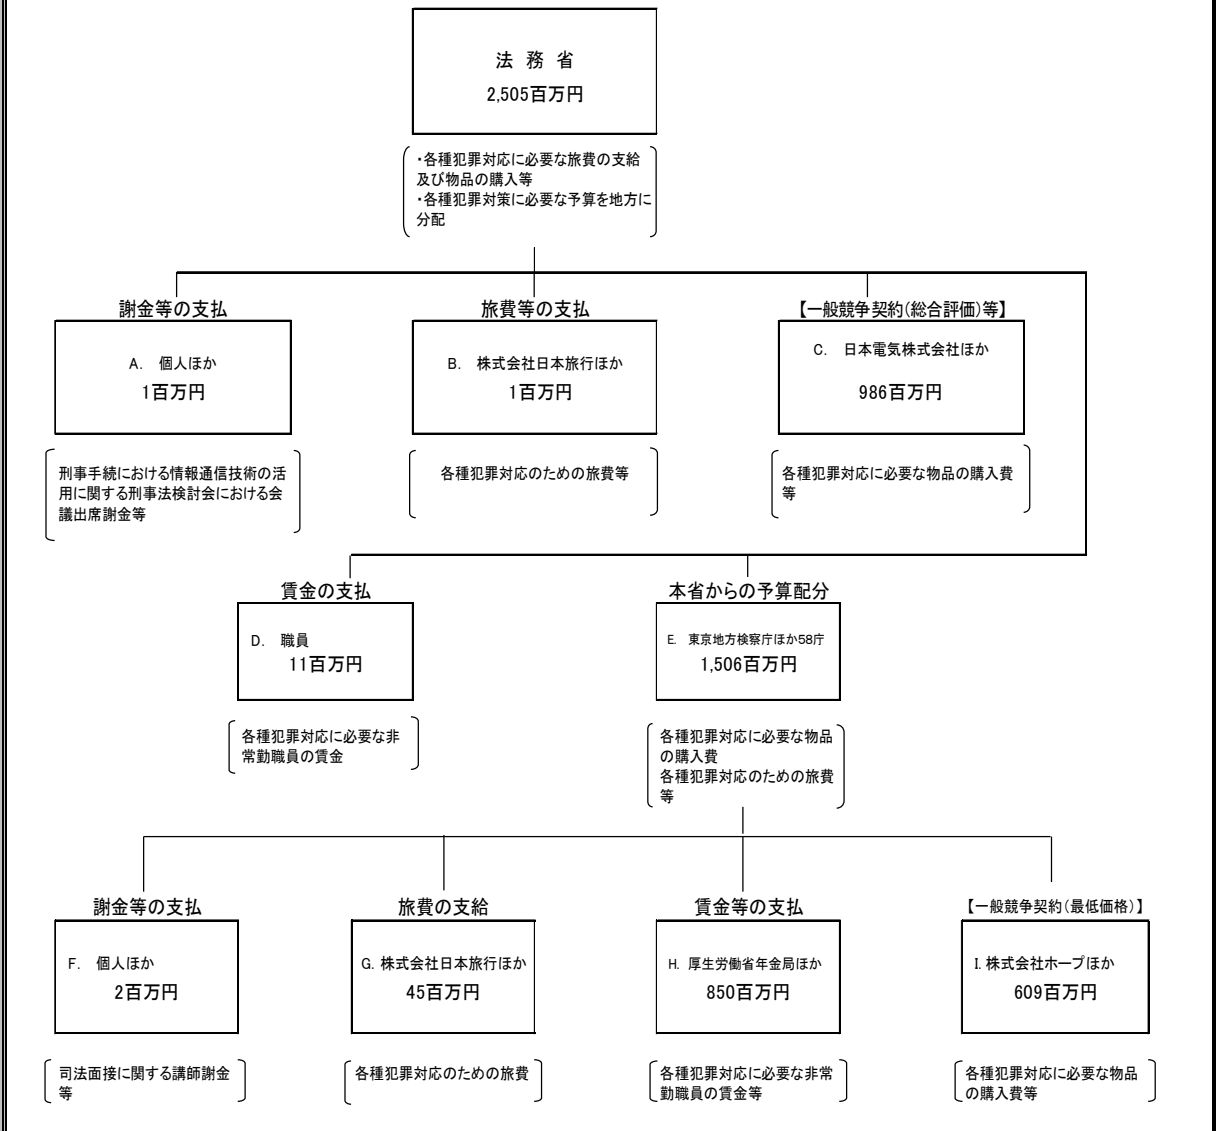 法 務 省
2,505百万円
・各種犯罪対応に必要な旅費の支給
及び物品の購入等
・各種犯罪対策に必要な予算を地方に
分配
謝金等の支払
旅費等の支払
【一般競争契約(総合評価)等】
A. 個人ほか
1百万円
B. 株式会社日本旅行ほか
1百万円
C. 日本電気株式会社ほか
986百万円
刑事手続における情報通信技術の活
用に関する刑事法検討会における会
議出席謝金等
各種犯罪対応のための旅費等
各種犯罪対応に必要な物品の購入費
等
賃金の支払
本省からの予算配分
D. 職員
11百万円
E. 東京地方検察庁ほか58庁
1,506百万円
各種犯罪対応に必要な非
常勤職員の賃金
各種犯罪対応に必要な物品
の購入費
各種犯罪対応のための旅費
等
謝金等の支払
旅費の支給
賃金等の支払
【一般競争契約(最低価格)】
F. 個人ほか
2百万円
G. 株式会社日本旅行ほか
45百万円
H. 厚生労働省年金局ほか
850百万円
I. 株式会社ホープほか
609百万円
司法面接に関する講師謝金
等
各種犯罪対応のための旅費
各種犯罪対応に必要な非常
勤職員の賃金等
各種犯罪対応に必要な物品
の購入費等